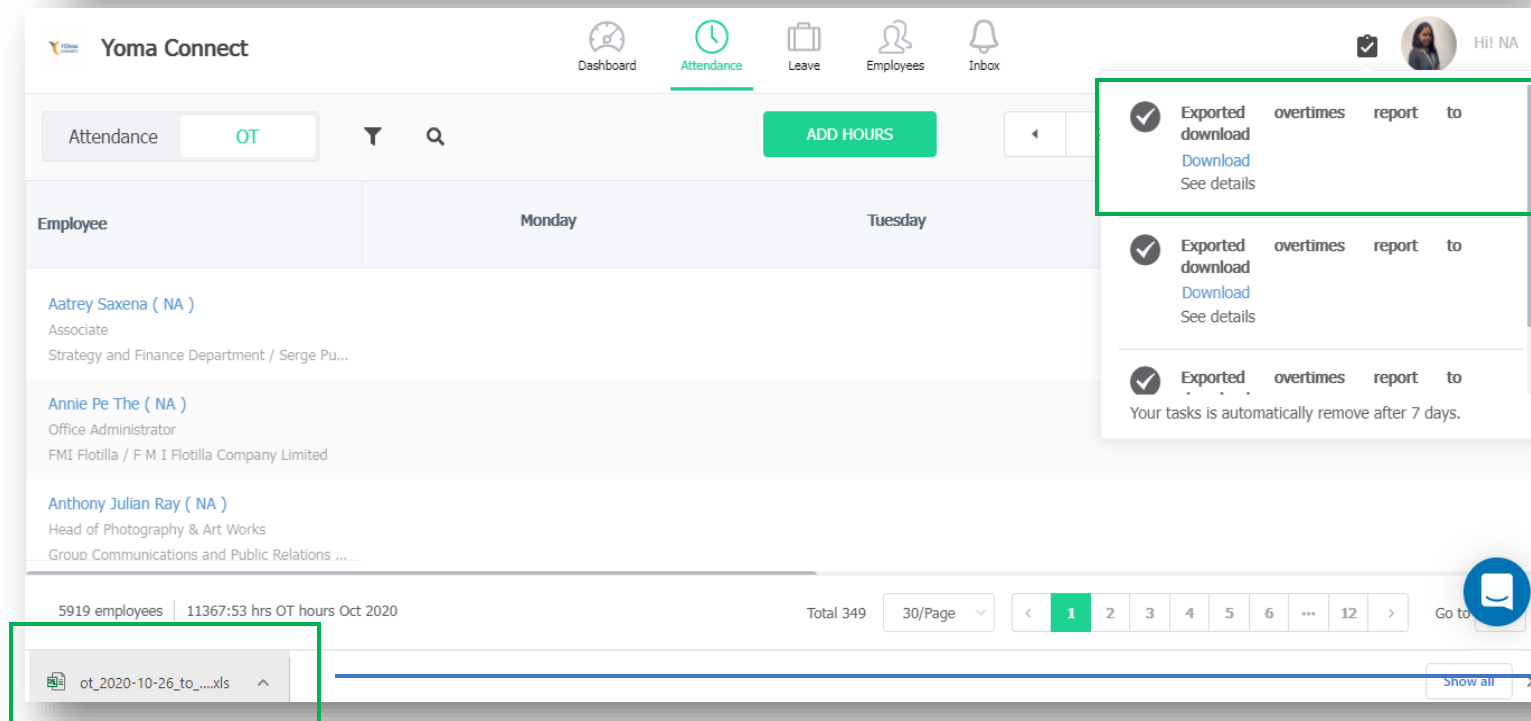 YOMA
CONNECT
Yoma Connect
Dashboard
Attendance
Leave
Employees
Inbox
Hi! NA
Attendance
OT
ADD HOURS
Exported overtimes report to
download
Download
See details
Employee
Monday
Tuesday
Exported overtimes report to
download
Download
See details
Exported overtimes report to
Your tasks is automatically remove after 7 days.
Aatrey Saxena ( NA )
Associate
Strategy and Finance Department / Serge Pu...
Annie Pe The ( NA )
Office Administrator
FMI Flotilla / F M I Flotilla Company Limited
Anthony Julian Ray ( NA )
Head of Photography & Art Works
Group Communications and Public Relations ...
5919 employees
11367:53 hrs OT hours Oct 2020
Total 349
30/Page
< 1 2 3 4 5 6 ... 12 >
Go to
ot_2020-10-26_to_....xls
Show all